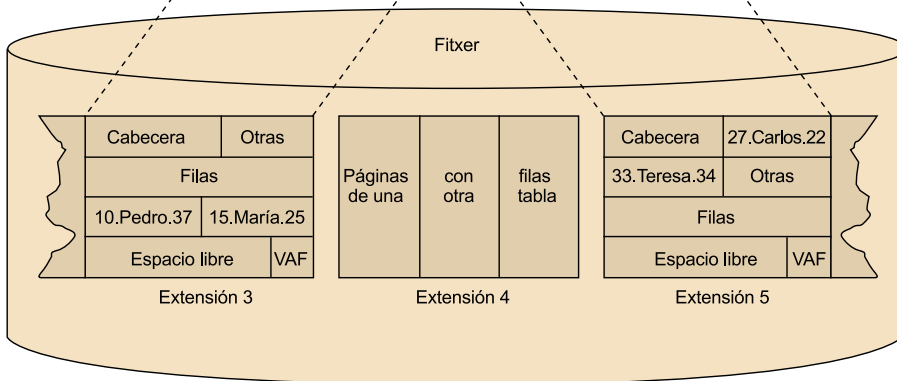 Fitxer
Cabecera Otras
Filas
10.Pedro.37 15.María.25
Espacio libre VAF
Extensión 3
Páginas con filas
de una otra tabla
Extensión 4
Cabecera 27.Carlos.22
33.Teresa.34 Otras
Filas
Espacio libre VAF
Extensión 5